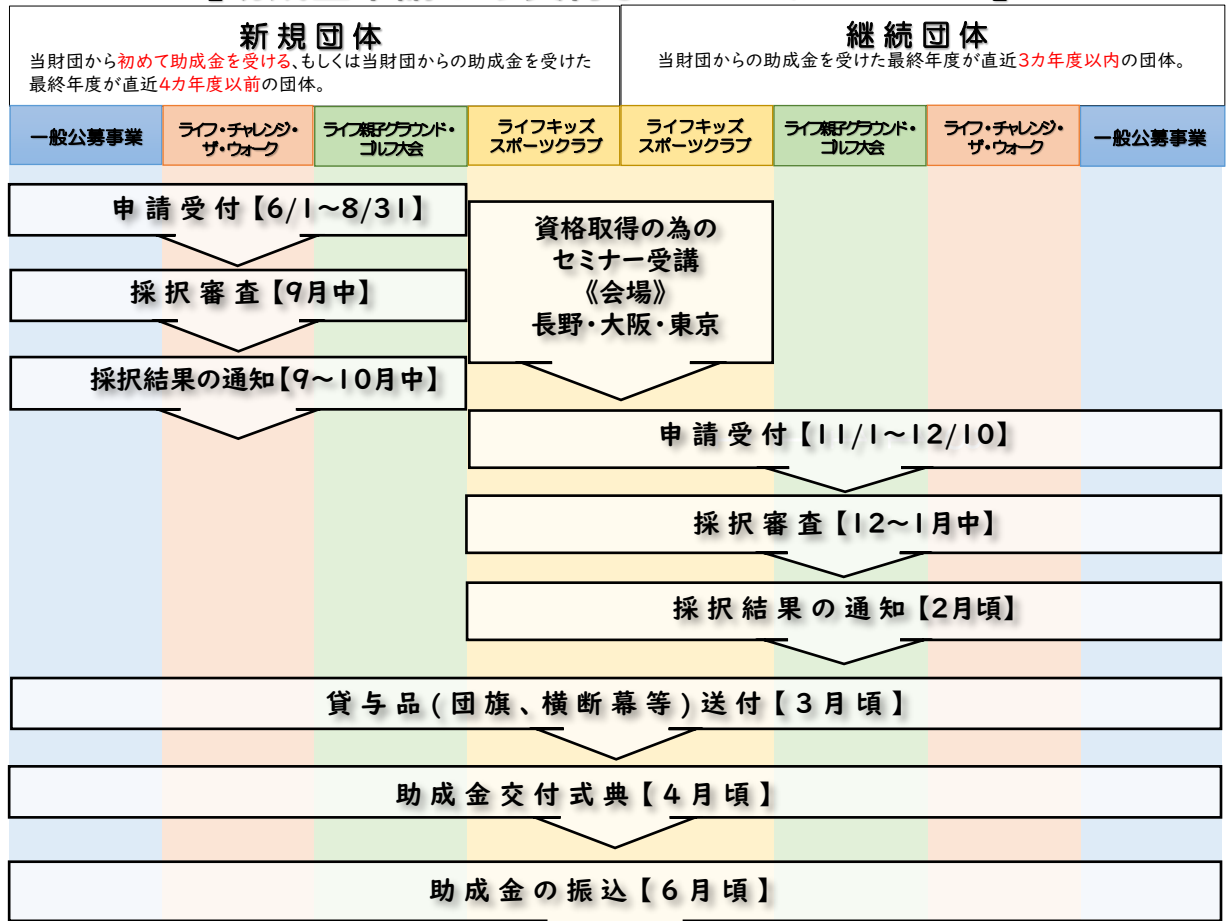 新規団体
当財団から初めて助成金を受ける、もしくは当財団からの助成金を受けた
最終年度が直近4カ年度以前の団体。
継続団体
当財団からの助成金を受けた最終年度が直近3カ年度以内の団体。
一般公募事業
ライフ・チャレンジ・
ザ・ウォーク
ライフ親子グラウンド・
ゴルフ大会
ライフキッズ
スポーツクラブ
ライフキッズ
スポーツクラブ
ライフ親子グラウンド・
ゴルフ大会
ライフ・チャレンジ・
ザ・ウォーク
一般公募事業
申請受付【6/1～8/31】
採択審査【9月中】
採択結果の通知【9～10月中】
資格取得の為の
セミナー受講
《会場》
長野・大阪・東京
申請受付【11/1～12/10】
採択審査【12～1月中】
採択結果の通知【2月頃】
貸与品(団旗、横断幕等)送付【3月頃】
助成金交付式典【4月頃】
助成金の振込【6月頃】